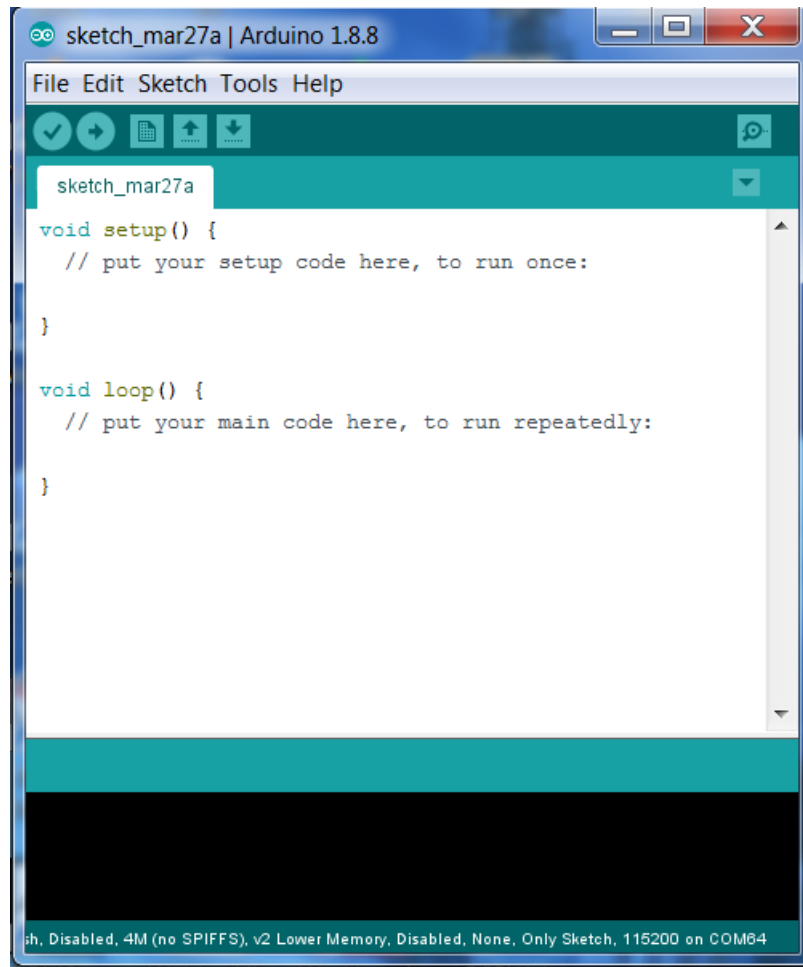 sketch_mar27a | Arduino 1.8.8
File Edit Sketch Tools Help
sketch_mar27a
void setup() {
  // put your setup code here, to run once:
}
void loop() {
  // put your main code here, to run repeatedly:
}
sh, Disabled, 4M (no SPIFFS), v2 Lower Memory, Disabled, None, Only Sketch, 115200 on COM64